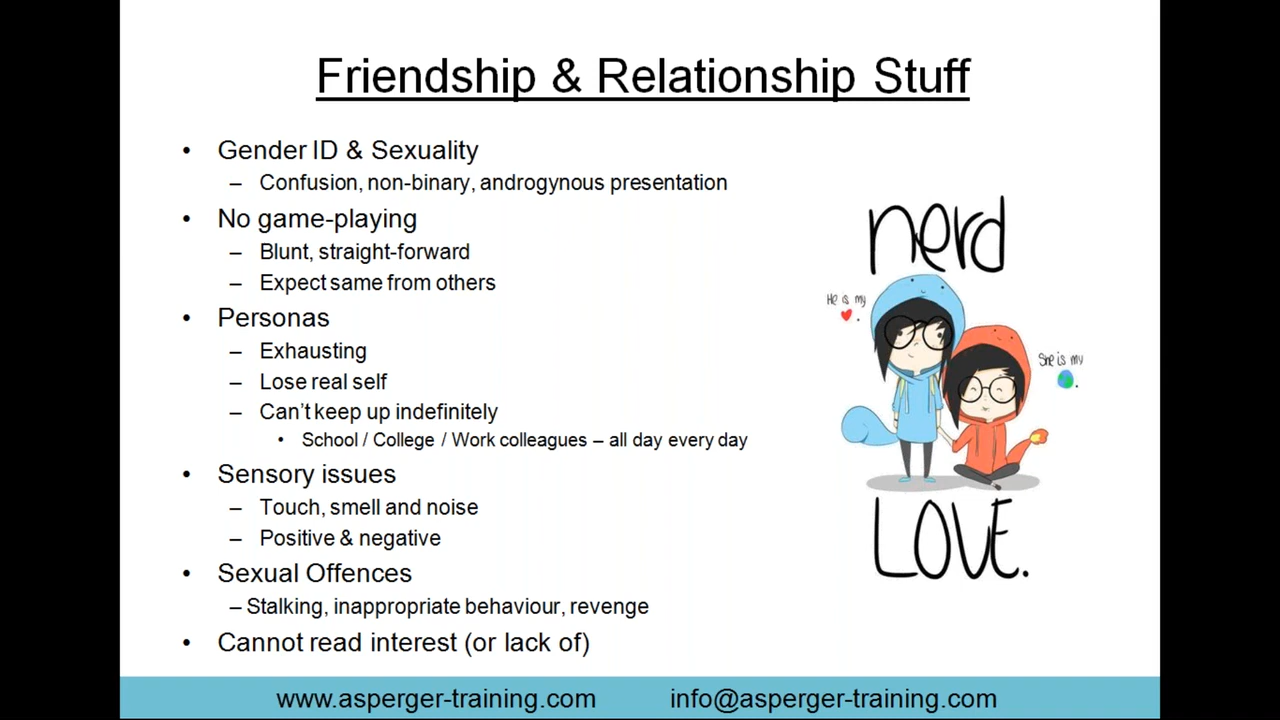 Friendship & Relationship Stuff
• Gender ID & Sexuality
– Confusion, non-binary, androgynous presentation
• No game-playing
– Blunt, straight-forward
– Expect same from others
• Personas
– Exhausting
– Lose real self
– Can't keep up indefinitely
• School / College / Work colleagues – all day every day
• Sensory issues
– Touch, smell and noise
– Positive & negative
• Sexual Offences
– Stalking, inappropriate behaviour, revenge
• Cannot read interest (or lack of)
nerd
He is my
She is my
LOVE.
www.asperger-training.com info@asperger-training.com